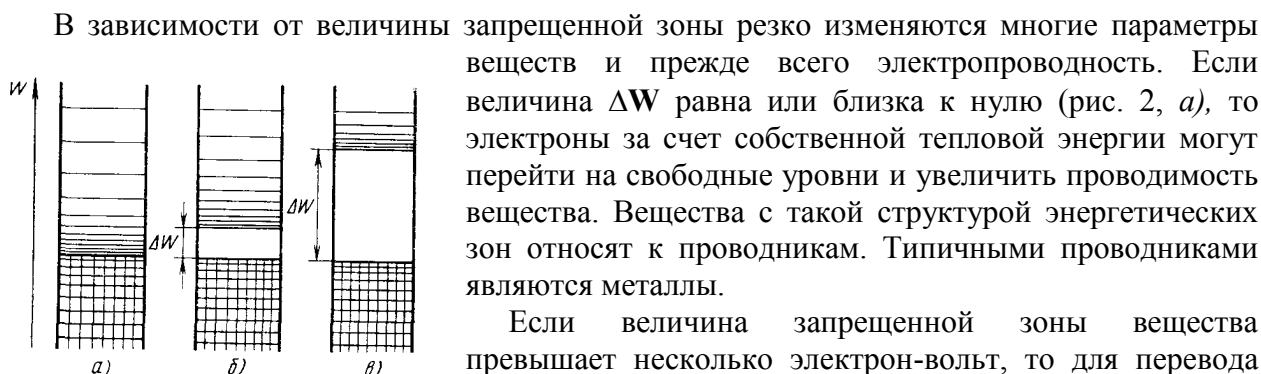 В зависимости от величины запрещенной зоны резко изменяются многие параметры
веществ и прежде всего электропроводность. Если
величина ΔW равна или близка к нулю (рис. 2, а), то
электроны за счет собственной тепловой энергии могут
перейти на свободные уровни и увеличить проводимость
вещества. Вещества с такой структурой энергетических
зон относят к проводникам. Типичными проводниками
являются металлы.
Если величина запрещенной зоны вещества
превышает несколько электрон-вольт, то для перевода
W
ΔW
ΔW
а) б) в)